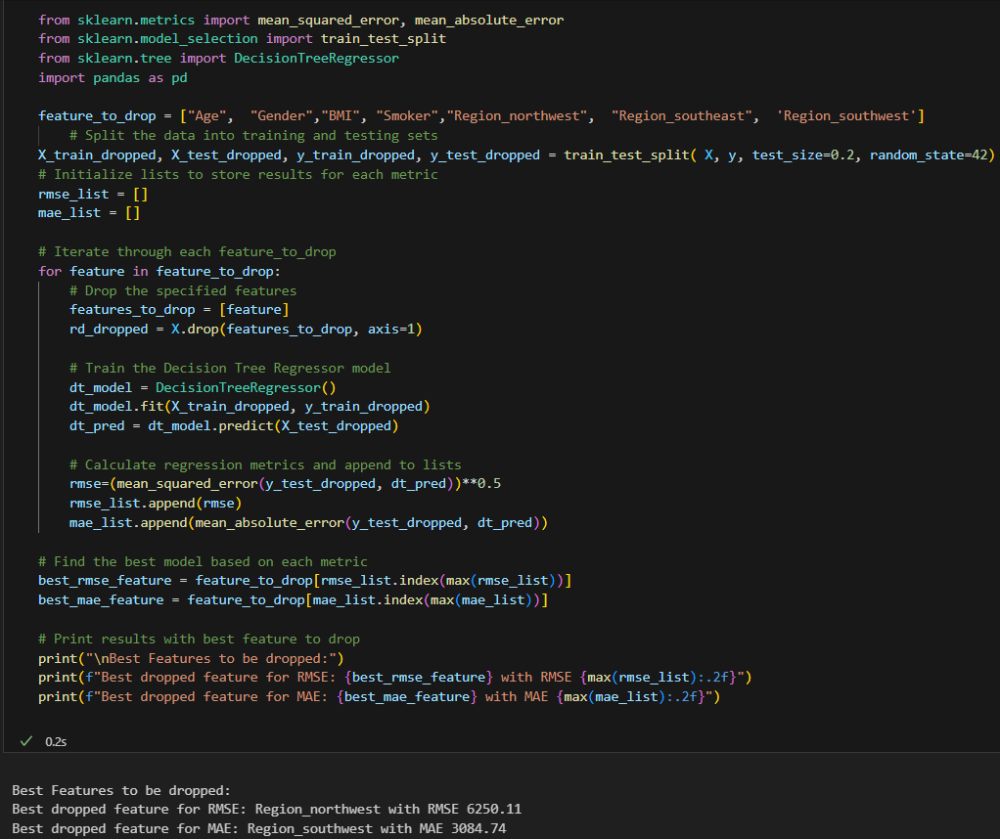 from sklearn.metrics import mean_squared_error, mean_absolute_error
from sklearn.model_selection import train_test_split
from sklearn.tree import DecisionTreeRegressor
import pandas as pd

feature_to_drop = ["Age",  "Gender","BMI", "Smoker","Region_northwest",  "Region_southeast",  'Region_southwest']
    # Split the data into training and testing sets
X_train_dropped, X_test_dropped, y_train_dropped, y_test_dropped = train_test_split( X, y, test_size=0.2, random_state=42)
# Initialize lists to store results for each metric
rmse_list = []
mae_list = []

# Iterate through each feature_to_drop
for feature in feature_to_drop:
    # Drop the specified features
    features_to_drop = [feature]
    rd_dropped = X.drop(features_to_drop, axis=1)

    # Train the Decision Tree Regressor model
    dt_model = DecisionTreeRegressor()
    dt_model.fit(X_train_dropped, y_train_dropped)
    dt_pred = dt_model.predict(X_test_dropped)

    # Calculate regression metrics and append to lists
    rmse=(mean_squared_error(y_test_dropped, dt_pred))**0.5
    rmse_list.append(rmse)
    mae_list.append(mean_absolute_error(y_test_dropped, dt_pred))

# Find the best model based on each metric
best_rmse_feature = feature_to_drop[rmse_list.index(max(rmse_list))]
best_mae_feature = feature_to_drop[mae_list.index(max(mae_list))]

# Print results with best feature to drop
print("\nBest Features to be dropped:")
print(f"Best dropped feature for RMSE: {best_rmse_feature} with RMSE {max(rmse_list):.2f}")
print(f"Best dropped feature for MAE: {best_mae_feature} with MAE {max(mae_list):.2f}")

✓ 0.2s

Best Features to be dropped:
Best dropped feature for RMSE: Region_northwest with RMSE 6250.11
Best dropped feature for MAE: Region_southwest with MAE 3084.74